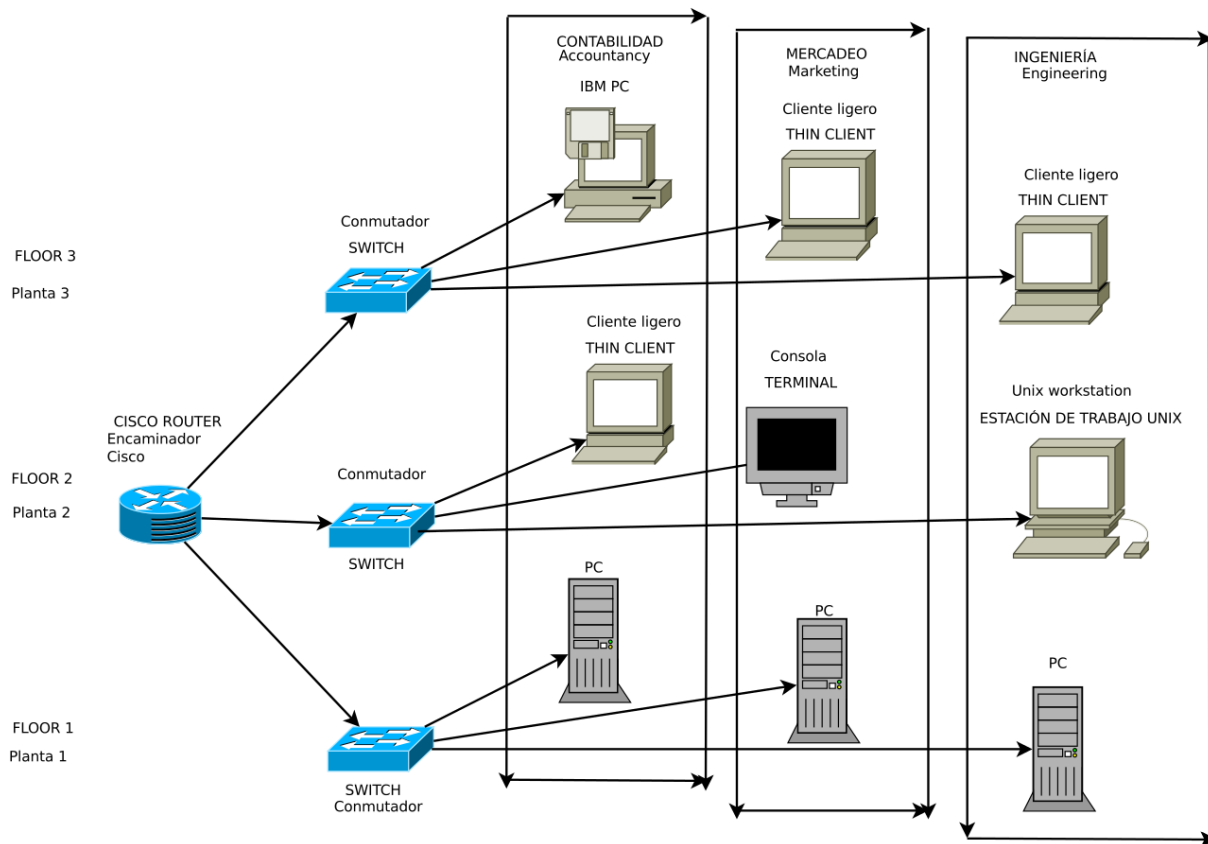 CONTABILIDAD
Accountancy
IBM PC
MERCADEO
Marketing
Cliente ligero
THIN CLIENT
INGENIERÍA
Engineering
Cliente ligero
THIN CLIENT
Conmutador
SWITCH
FLOOR 3
Planta 3
Cliente ligero
THIN CLIENT
Consola
TERMINAL
Unix workstation
ESTACIÓN DE TRABAJO UNIX
CISCO ROUTER
Encaminador
Cisco
FLOOR 2
Planta 2
Conmutador
SWITCH
PC
PC
PC
FLOOR 1
Planta 1
SWITCH
Conmutador